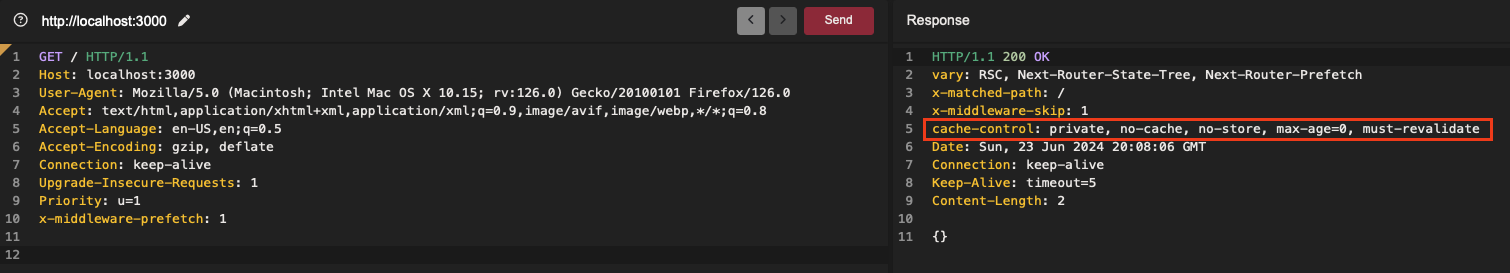 http://localhost:3000
Send
1 GET / HTTP/1.1
2 Host: localhost:3000
3 User-Agent: Mozilla/5.0 (Macintosh; Intel Mac OS X 10.15; rv:126.0) Gecko/20100101 Firefox/126.0
4 Accept: text/html,application/xhtml+xml,application/xml;q=0.9,image/avif,image/webp,*/*;q=0.8
5 Accept-Language: en-US,en;q=0.5
6 Accept-Encoding: gzip, deflate
7 Connection: keep-alive
8 Upgrade-Insecure-Requests: 1
9 Priority: u=1
10 x-middleware-prefetch: 1
11
12
Response
1 HTTP/1.1 200 OK
2 vary: RSC, Next-Router-State-Tree, Next-Router-Prefetch
3 x-matched-path: /
4 x-middleware-skip: 1
5 cache-control: private, no-cache, no-store, max-age=0, must-revalidate
6 Date: Sun, 23 Jun 2024 20:08:06 GMT
7 Connection: keep-alive
8 Keep-Alive: timeout=5
9 Content-Length: 2
10
11 {}